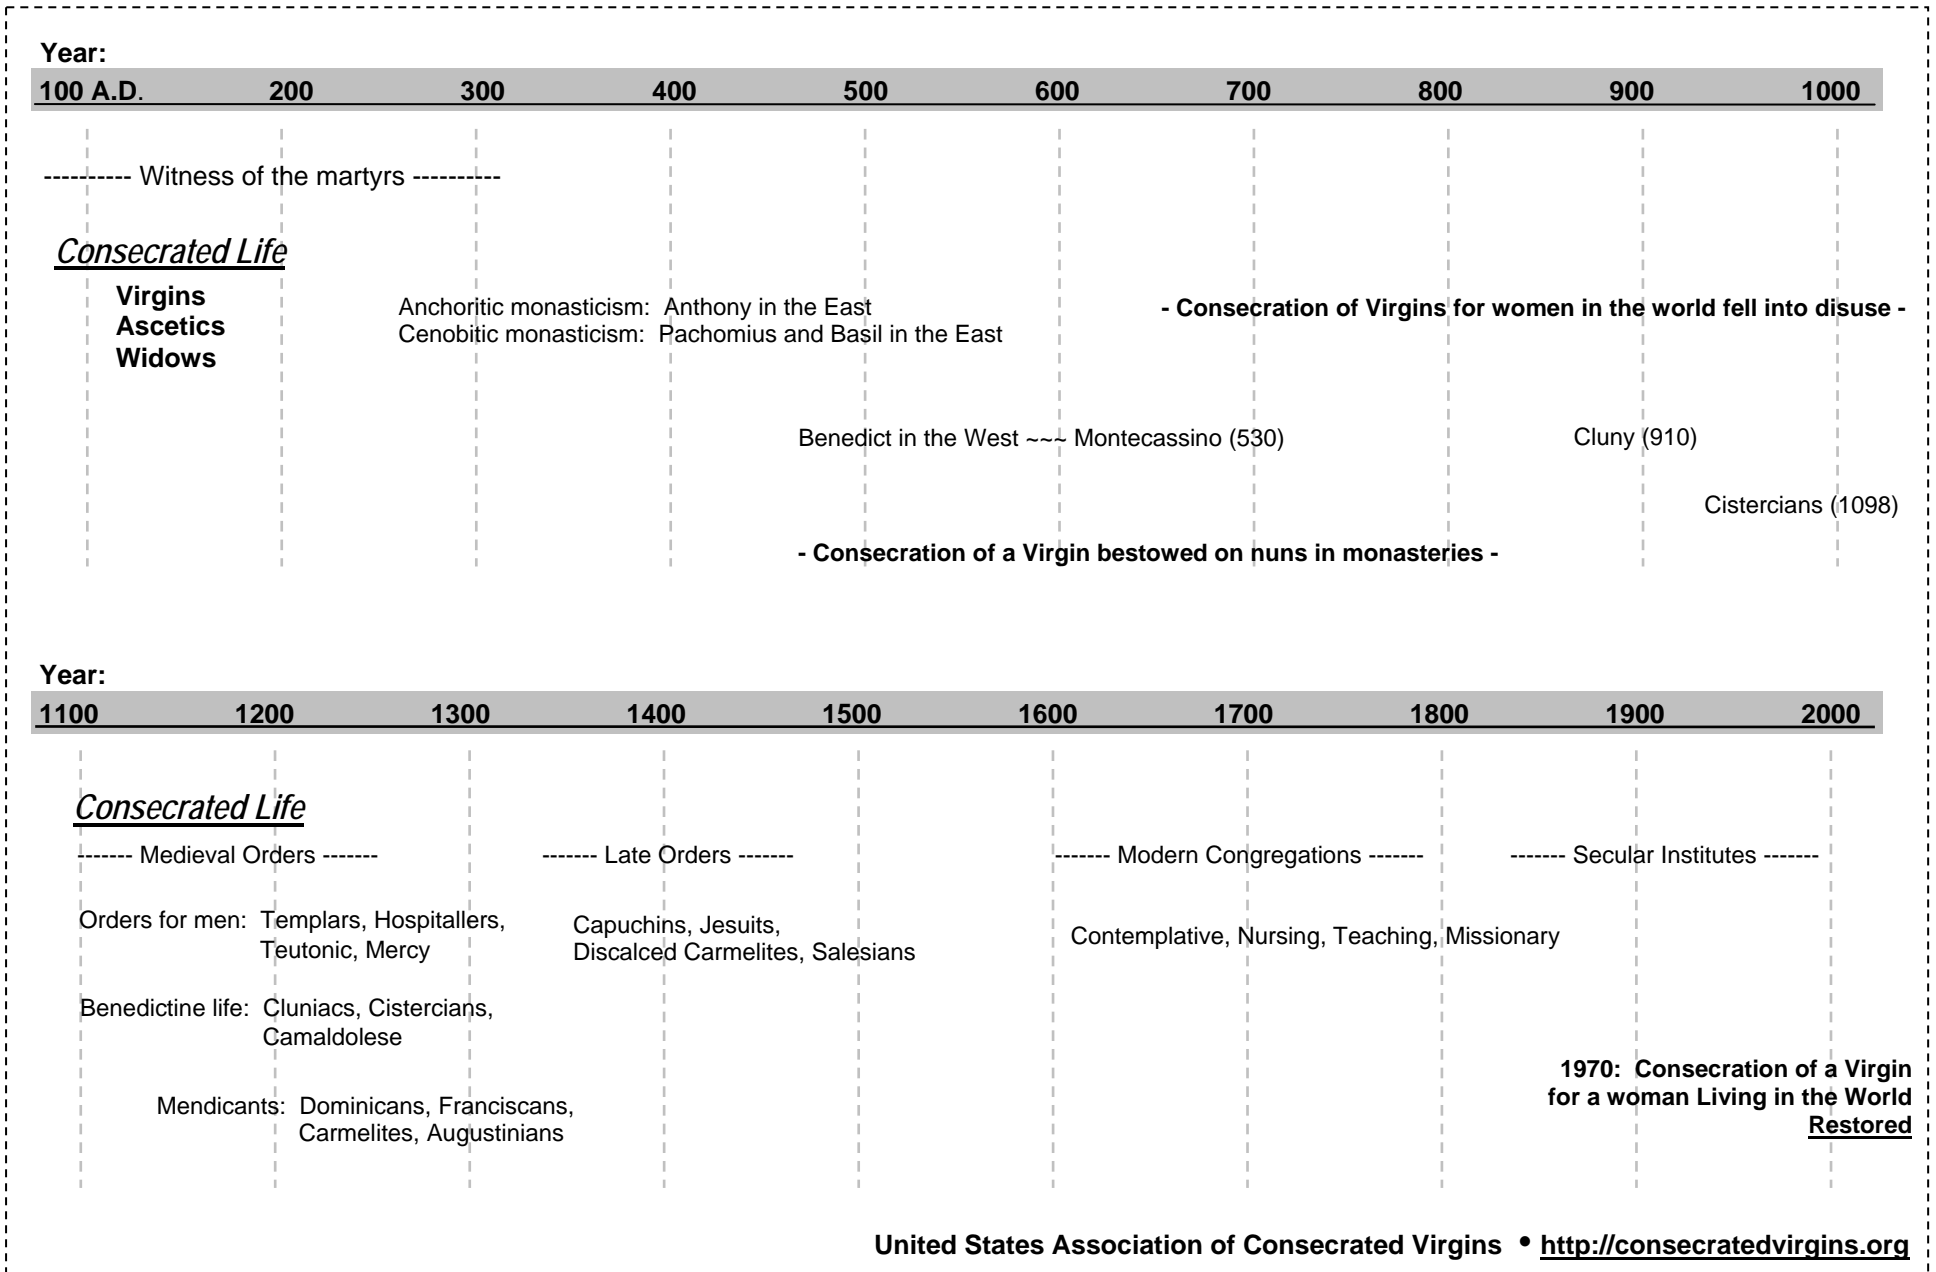 Year:
100 A.D. 200 300 400 500 600 700 800 900 1000
---------- Witness of the martyrs ----------
Consecrated Life
Virgins
Ascetics
Widows
Anchoritic monasticism: Anthony in the East
Cenobitic monasticism: Pachomius and Basil in the East
- Consecration of Virgins for women in the world fell into disuse -
Benedict in the West ~~~ Montecassino (530)
Cluny (910)
Cistercians (1098)
- Consecration of a Virgin bestowed on nuns in monasteries -
Year:
1100 1200 1300 1400 1500 1600 1700 1800 1900 2000
Consecrated Life
------- Medieval Orders -------
------- Late Orders -------
------- Modern Congregations -------
------- Secular Institutes -------
Orders for men: Templars, Hospitallers,
Teutonic, Mercy
Capuchins, Jesuits,
Discalced Carmelites, Salesians
Contemplative, Nursing, Teaching, Missionary
Benedictine life: Cluniacs, Cistercians,
Camaldolese
Mendicants: Dominicans, Franciscans,
Carmelites, Augustinians
1970: Consecration of a Virgin
for a woman Living in the World
Restored
United States Association of Consecrated Virgins • http://consecratedvirgins.org